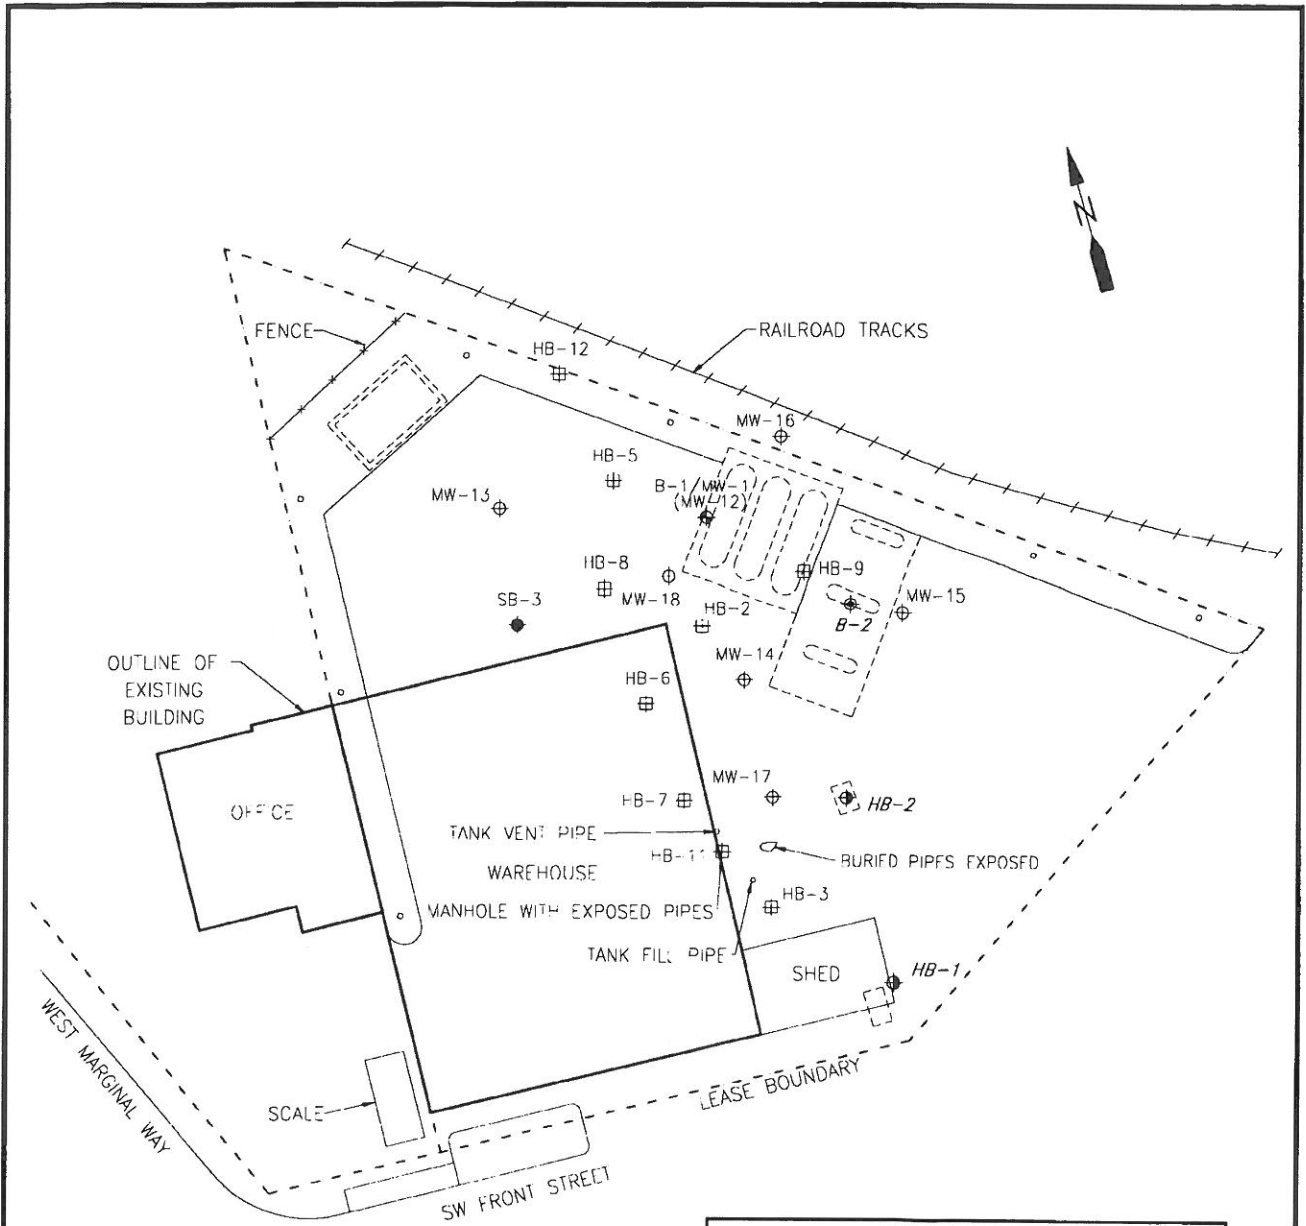 N
FENCE
RAILROAD TRACKS
HB-12
MW-16
HB-5
MW-13
B-1/MW-1
(MW-12)
HB-8
HB-9
MW-18
SB-3
HB-2
MW-15
B-2
MW-14
OUTLINE OF
EXISTING
BUILDING
HB-6
MW-17
HB-7
HB-2
OFFICE
TANK VENT PIPE
HB-11
BURIED PIPES EXPOSED
WAREHOUSE
HB-3
MANHOLE WITH EXPOSED PIPES
TANK FILL PIPE
SHED
HB-1
WEST MARGINAL WAY
LEASE BOUNDARY
SCALE
SW FRONT STREET